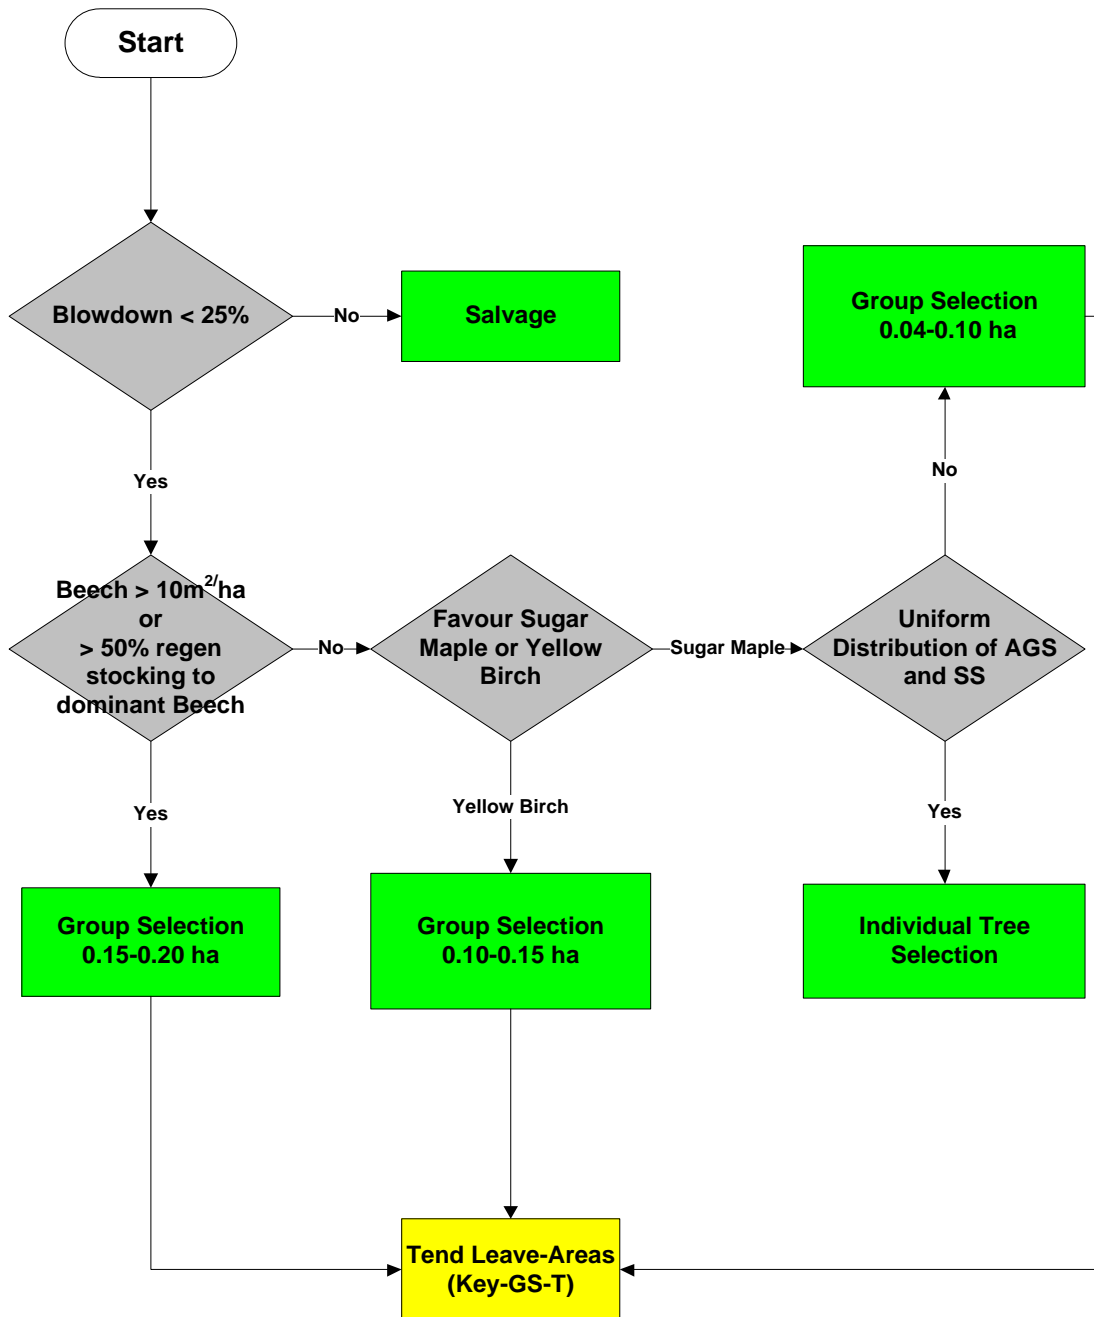 Start
Blowdown < 25%
No
Salvage
Group Selection
0.04-0.10 ha
Yes
No
Beech > 10m²/ha
or
> 50% regen
stocking to
dominant Beech
No
Favour Sugar
Maple or Yellow
Birch
Sugar Maple
Uniform
Distribution of AGS
and SS
Yes
Yellow Birch
Yes
Group Selection
0.15-0.20 ha
Group Selection
0.10-0.15 ha
Individual Tree
Selection
Tend Leave-Areas
(Key-GS-T)